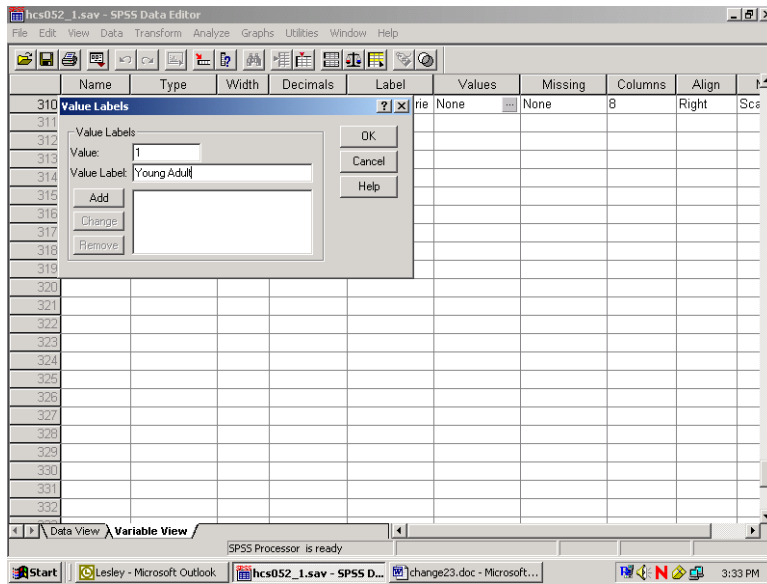 hcs052_1.sav - SPSS Data Editor
File Edit View Data Transform Analyze Graphs Utilities Window Help
Name Type Width Decimals Label Values Missing Columns Align
310 rie None ... None 8 Right Sca
Value Labels
Value Labels
Value: 1
Value Label: Young Adult
Add
Change
Remove
OK
Cancel
Help
311
312
313
314
315
316
317
318
319
320
321
322
323
324
325
326
327
328
329
330
331
332
Data View Variable View
SPSS Processor is ready
Start Lesley - Microsoft Outlook hcs052_1.sav - SPSS D... change23.doc - Microsoft... N 3:33 PM